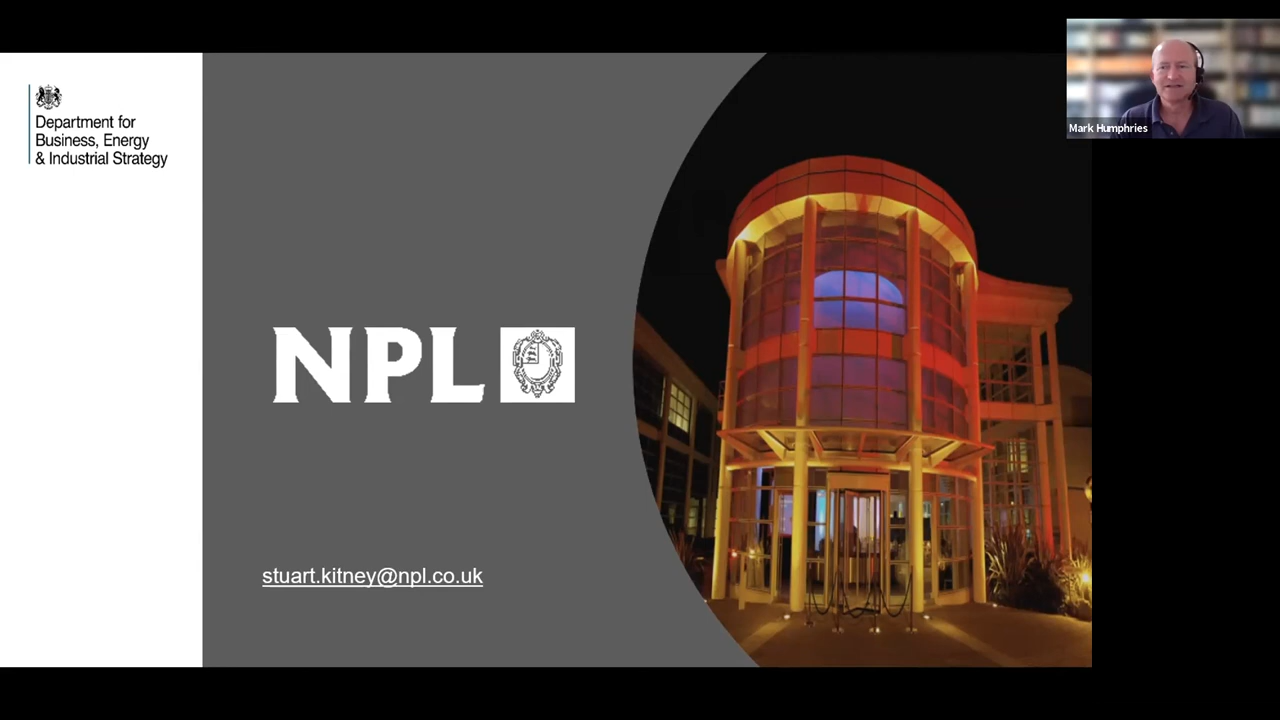 Department for
Business, Energy
& Industrial Strategy
Mark Humphries
NPL
stuart.kitney@npl.co.uk